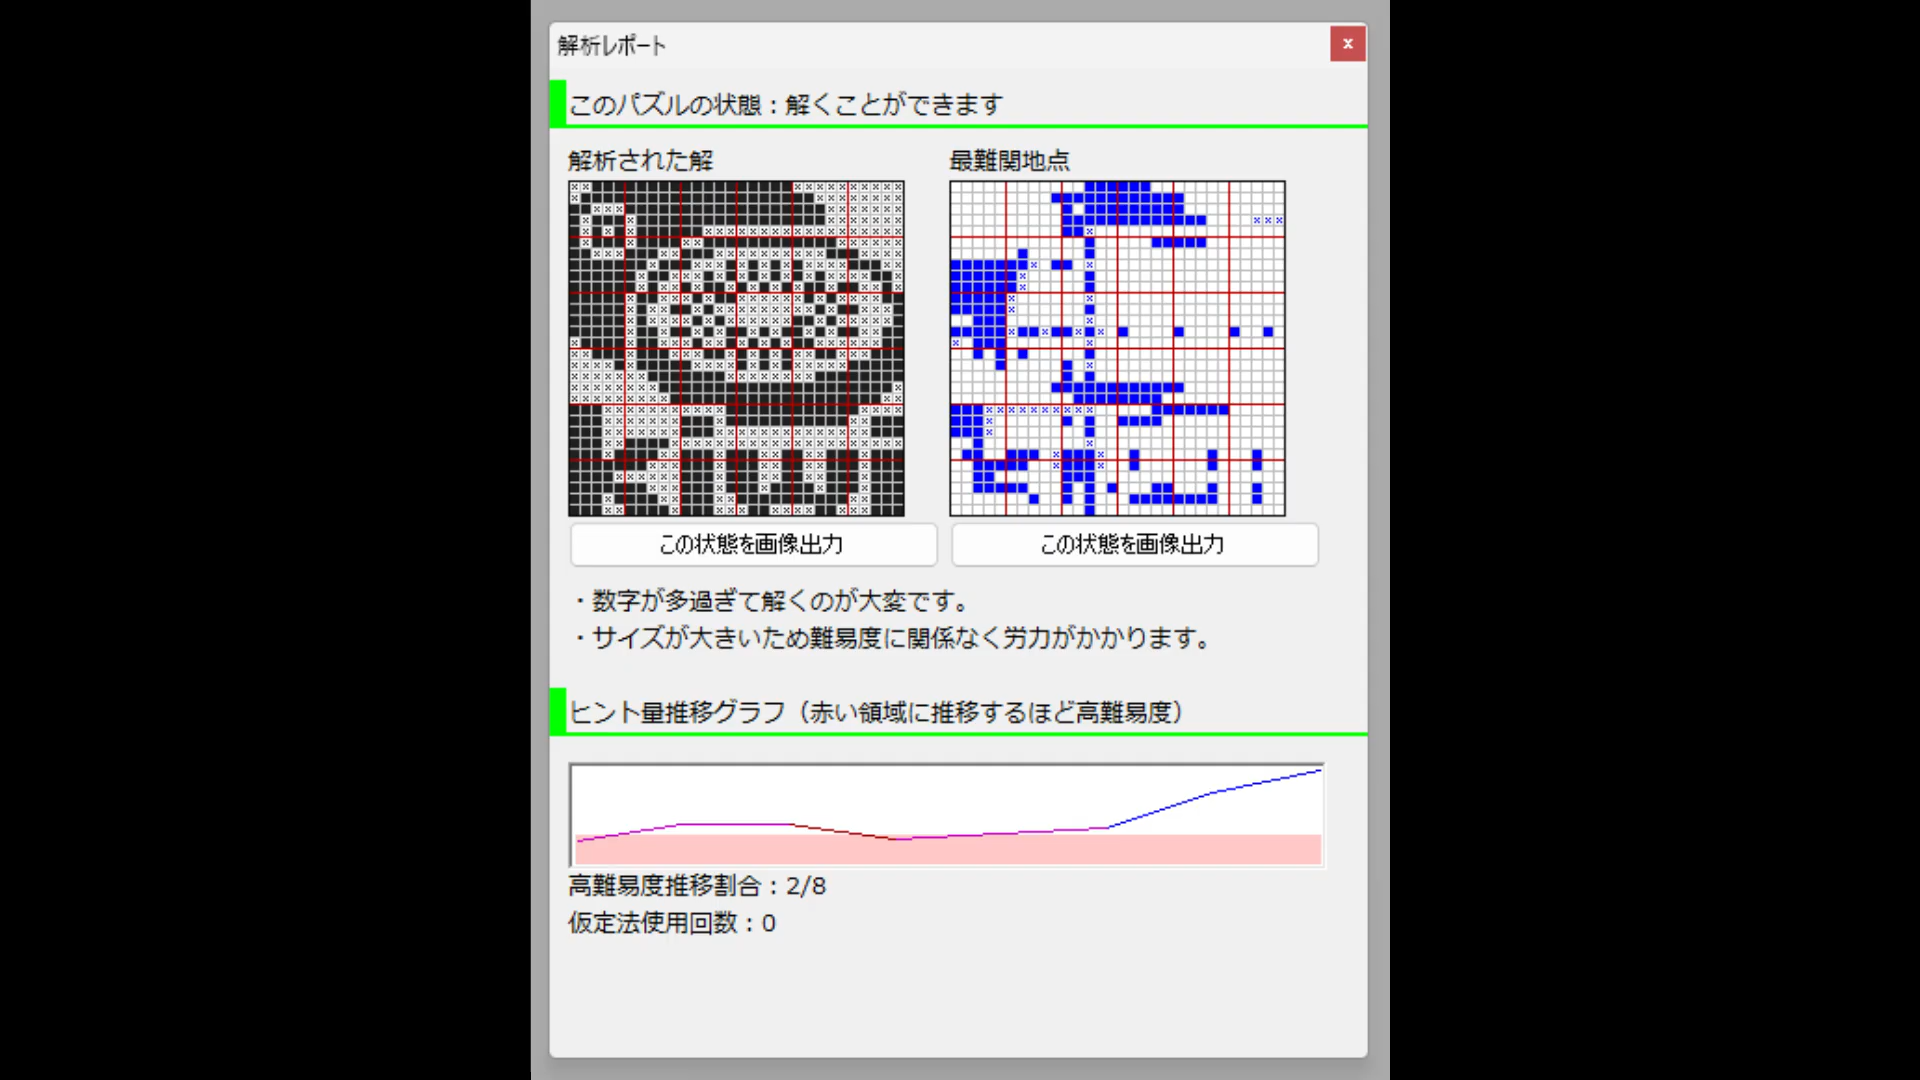 解析レポート
x
このパズルの状態：解くことができます
解析された解
最難関地点
この状態を画像出力
この状態を画像出力
・数字が多過ぎて解くのが大変です。
・サイズが大きいため難易度に関係なく労力がかかります。
ヒント量推移グラフ（赤い領域に推移するほど高難易度）
高難易度推移割合：2/8
仮定法使用回数：0